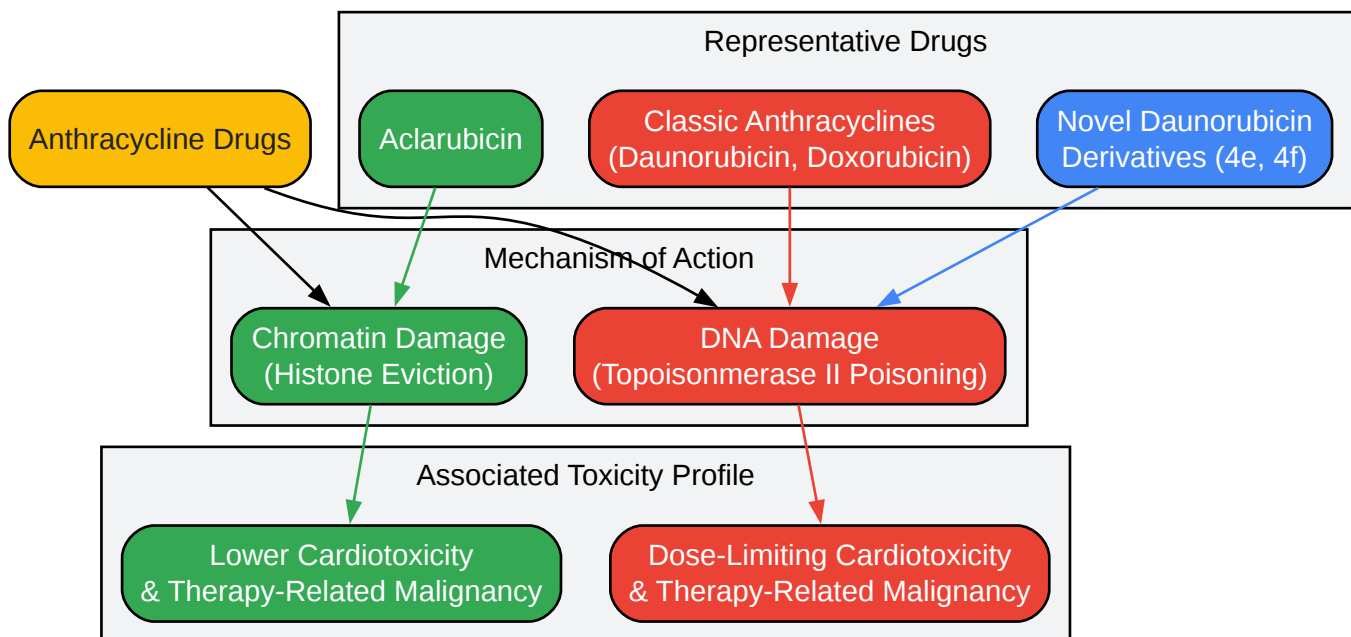 Representative Drugs
Anthracycline Drugs
Aclarubicin
Classic Anthracyclines
(Daunorubicin, Doxorubicin)
Novel Daunorubicin
Derivatives (4e, 4f)
Mechanism of Action
Chromatin Damage
(Histone Eviction)
DNA Damage
(Topoisonmerase II Poisoning)
Associated Toxicity Profile
Lower Cardiotoxicity
& Therapy-Related Malignancy
Dose-Limiting Cardiotoxicity
& Therapy-Related Malignancy